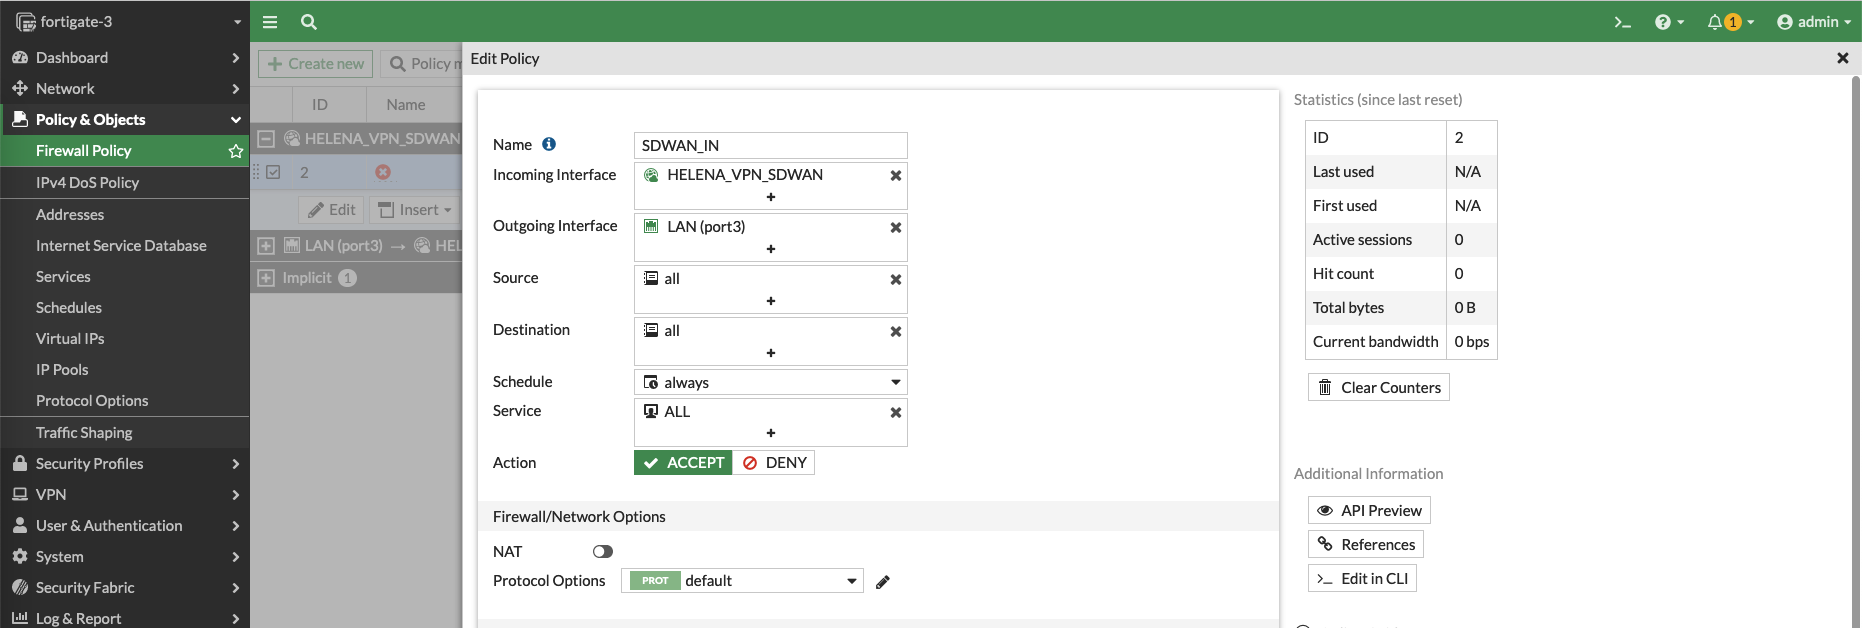 fortigate-3
1
admin
Dashboard
Network
Policy & Objects
Firewall Policy
IPv4 DoS Policy
Addresses
Internet Service Database
Services
Schedules
Virtual IPs
IP Pools
Protocol Options
Traffic Shaping
Security Profiles
VPN
User & Authentication
System
Security Fabric
Log & Report
Create new
Policy
ID Name
HELENA_VPN_SDWAN
2
Edit Insert
LAN (port3) → HEL
Implicit 1
Edit Policy
Name SDWAN_IN
Incoming Interface HELENA_VPN_SDWAN
+
Outgoing Interface LAN (port3)
+
Source all
+
Destination all
+
Schedule always
Service ALL
+
Action ACCEPT DENY
Firewall/Network Options
NAT
Protocol Options PROT default
Statistics (since last reset)
ID 2
Last used N/A
First used N/A
Active sessions 0
Hit count 0
Total bytes 0 B
Current bandwidth 0 bps
Clear Counters
Additional Information
API Preview
References
>_ Edit in CLI